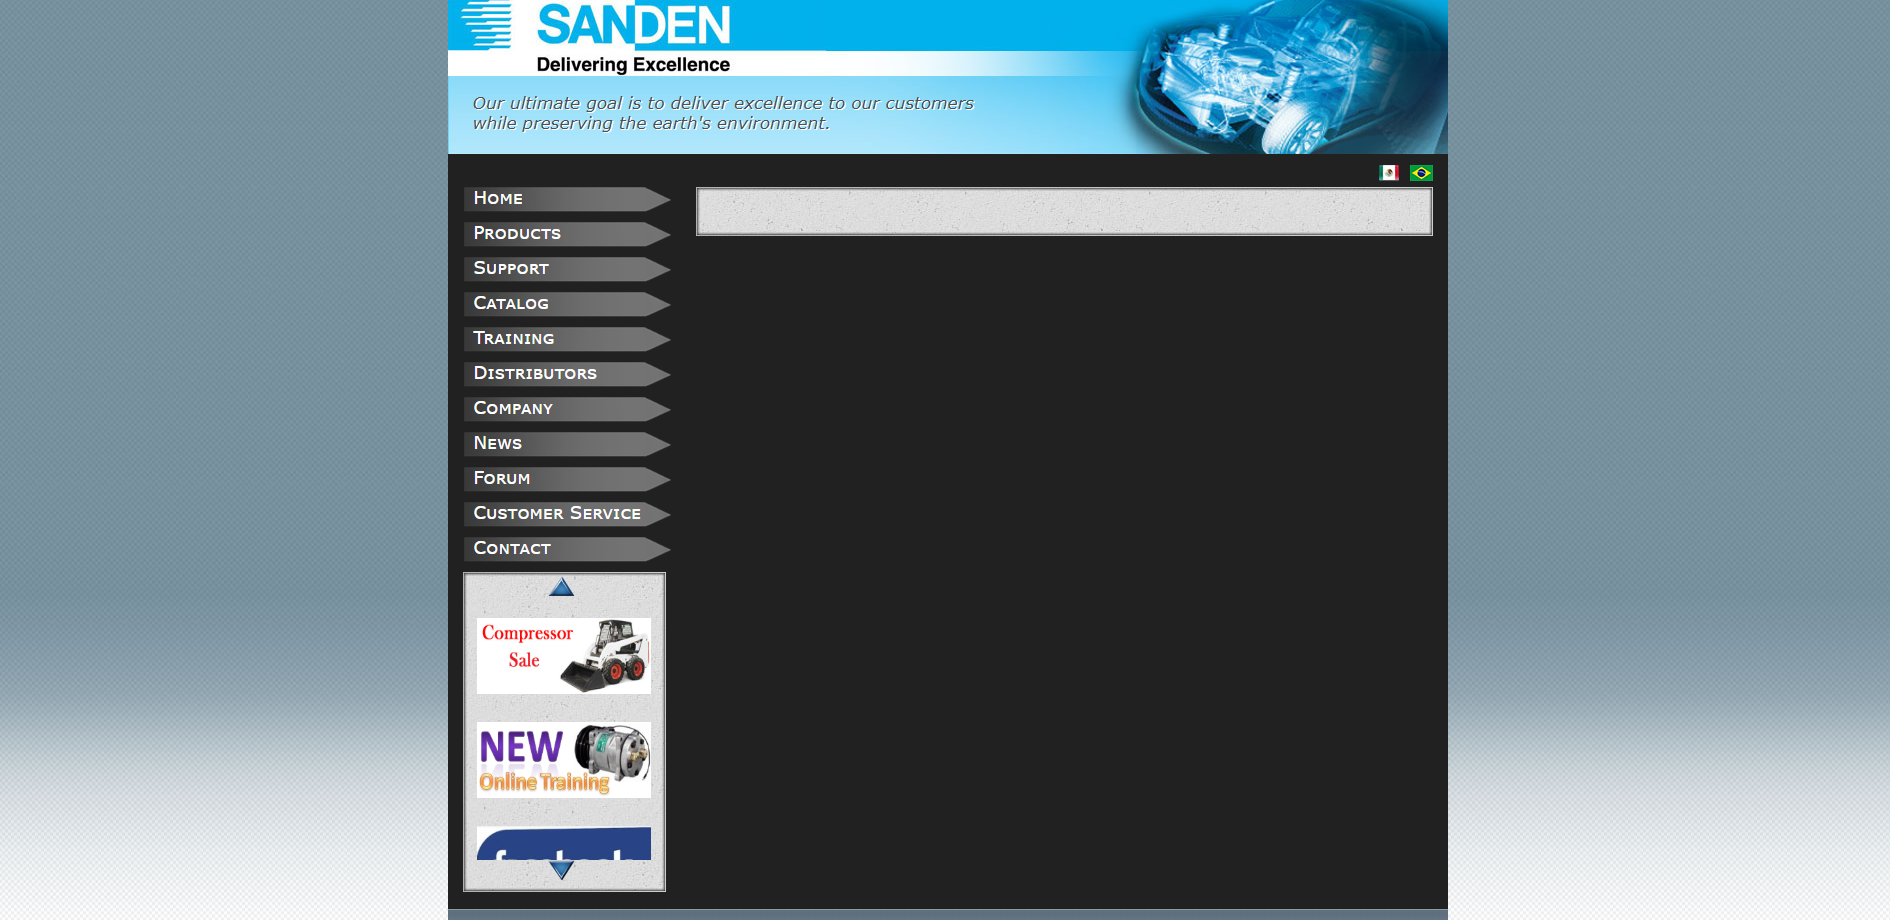 SANDEN
Delivering Excellence
Our ultimate goal is to deliver excellence to our customers
while preserving the earth's environment.
Home
Products
Support
Catalog
Training
Distributors
Company
News
Forum
Customer Service
Contact
Compressor
Sale
NEW
Online Training
facebook